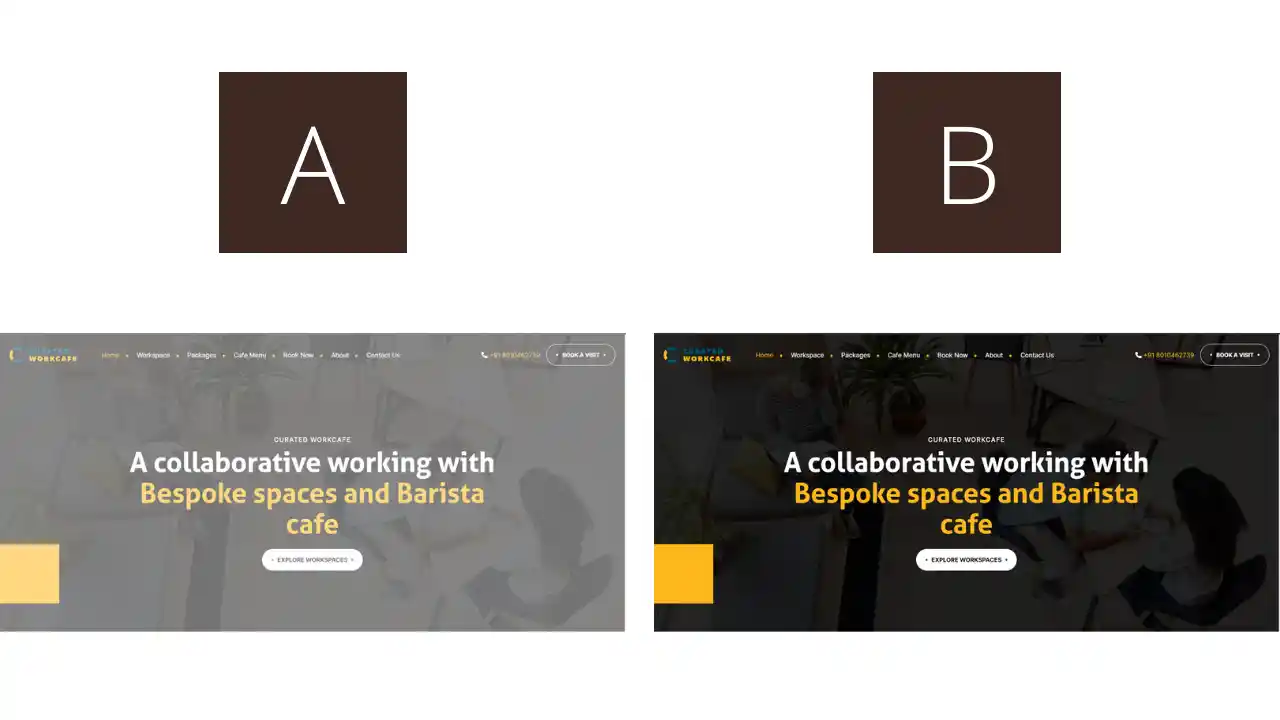 A
B
CURATED
WORKCAFE
Home
Workspace
Packages
Cafe Menu
Book Now
About
Contact Us
+91 8010462739
BOOK A VISIT
CURATED WORKCAFE
A collaborative working with
Bespoke spaces and Barista
cafe
EXPLORE WORKSPACES
CURATED
WORKCAFE
Home
Workspace
Packages
Cafe Menu
Book Now
About
Contact Us
+91 8010462739
BOOK A VISIT
CURATED WORKCAFE
A collaborative working with
Bespoke spaces and Barista
cafe
EXPLORE WORKSPACES